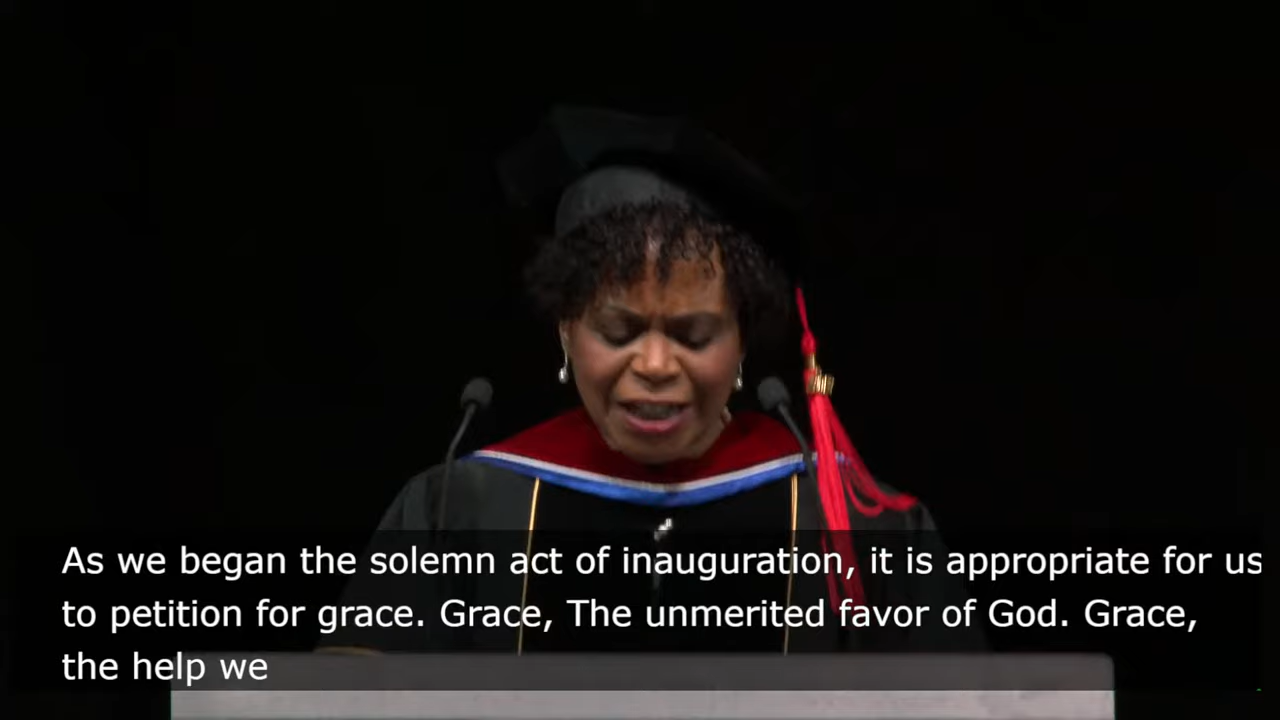 As we began the solemn act of inauguration, it is appropriate for us
to petition for grace. Grace, The unmerited favor of God. Grace,
the help we